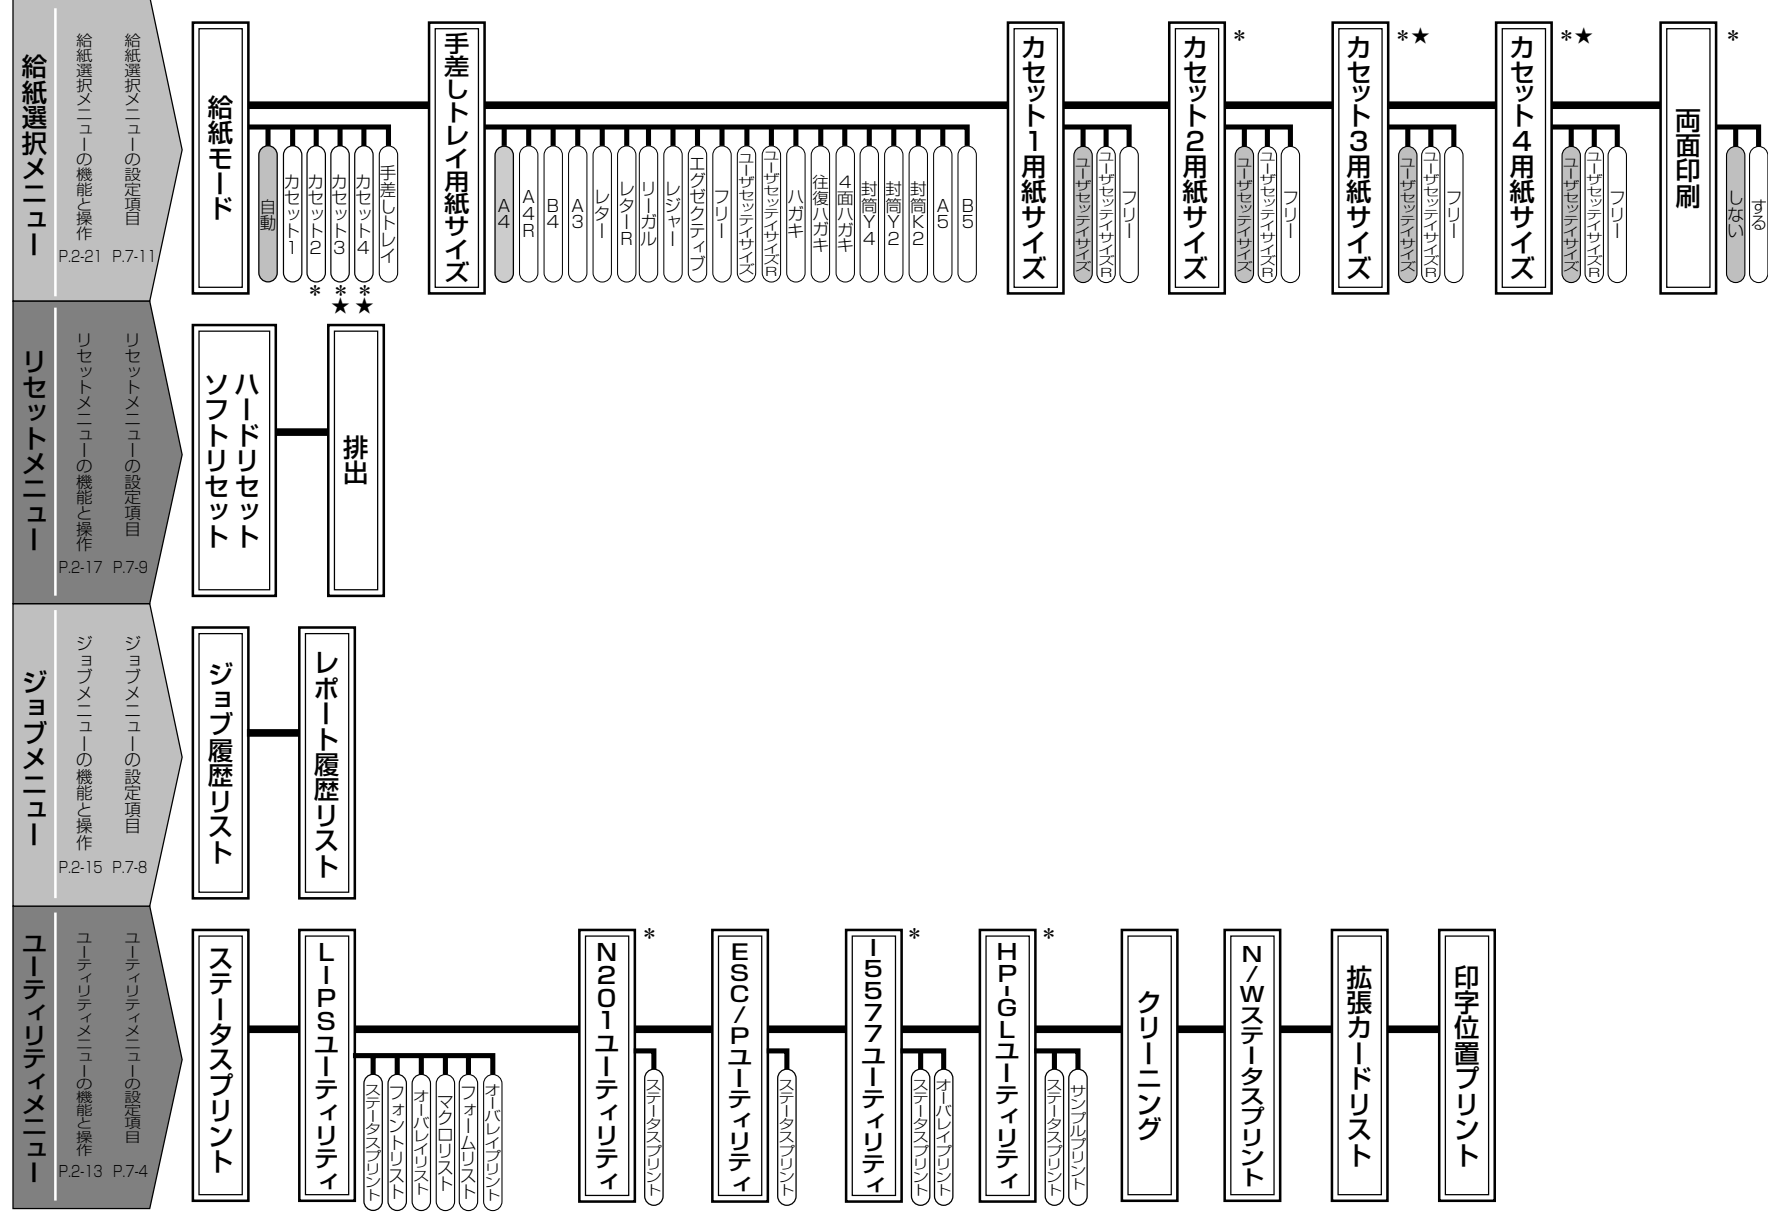 給紙選択メニュー
給紙選択メニューの機能と操作
P.2-21
給紙選択メニューの設定項目
P.7-11
給紙モード
自動
カセット1
カセット2
*
カセット3
*
★
カセット4
*
★
手差しトレイ
手差しトレイ用紙サイズ
A4
A4R
B4
A3
レター
レターR
リーガル
レジャー
エグゼクティブ
フリー
ユーザセッテイサイズ
ユーザセッテイサイズR
ハガキ
往復ハガキ
4面ハガキ
封筒Y4
封筒Y2
封筒K2
A5
B5
カセット1用紙サイズ
ユーザセッテイサイズ
ユーザセッテイサイズR
フリー
カセット2用紙サイズ
*
ユーザセッテイサイズ
ユーザセッテイサイズR
フリー
カセット3用紙サイズ
*★
ユーザセッテイサイズ
ユーザセッテイサイズR
フリー
カセット4用紙サイズ
*★
ユーザセッテイサイズ
ユーザセッテイサイズR
フリー
両面印刷
*
しない
する
リセットメニュー
リセットメニューの機能と操作
P.2-17
リセットメニューの設定項目
P.7-9
ハードリセット
ソフトリセット
排出
ジョブメニュー
ジョブメニューの機能と操作
P.2-15
ジョブメニューの設定項目
P.7-8
ジョブ履歴リスト
レポート履歴リスト
ユーティリティメニュー
ユーティリティメニューの機能と操作
P.2-13
ユーティリティメニューの設定項目
P.7-4
ステータスプリント
LIPSユーティリティ
ステータスプリント
フォントリスト
オーバレイリスト
マクロリスト
フォームリスト
オーバレイプリント
N201ユーティリティ
*
ステータスプリント
ESC/Pユーティリティ
ステータスプリント
I5577ユーティリティ
*
ステータスプリント
オーバレイプリント
HP-GLユーティリティ
*
ステータスプリント
サンプルプリント
クリーニング
N/Wステータスプリント
拡張カードリスト
印字位置プリント